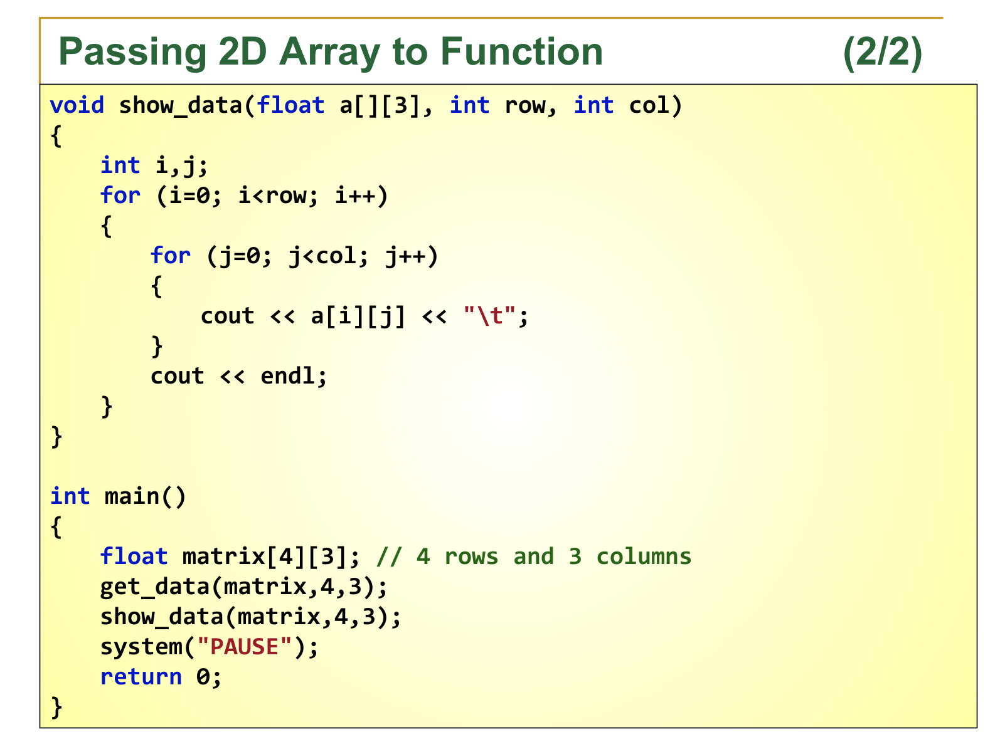 Passing 2D Array to Function (2/2)
void show_data(float a[][3], int row, int col)
{
    int i,j;
    for (i=0; i<row; i++)
    {
        for (j=0; j<col; j++)
        {
            cout << a[i][j] << "\t";
        }
        cout << endl;
    }
}

int main()
{
    float matrix[4][3]; // 4 rows and 3 columns
    get_data(matrix,4,3);
    show_data(matrix,4,3);
    system("PAUSE");
    return 0;
}